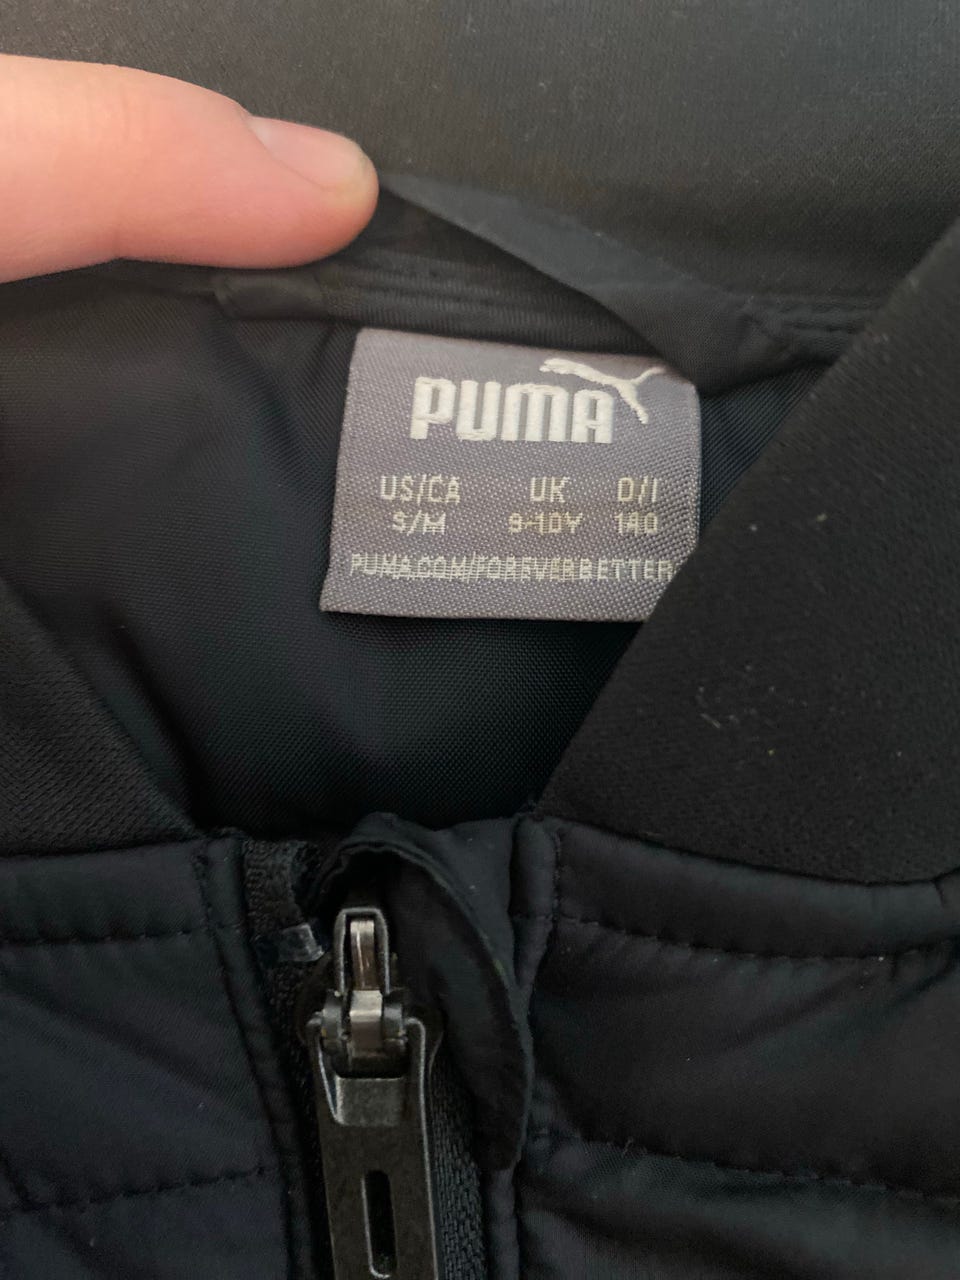 PUMA
US/CA UK D/I
S/M 9-10Y 140
PUMA.COM/FOREVERBETTER